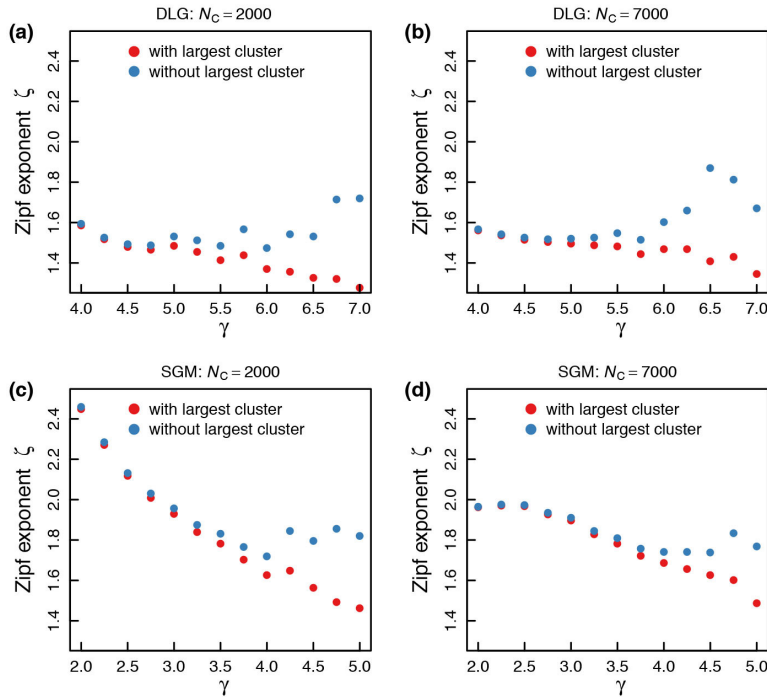 DLG: N_C = 2000
(a)
with largest cluster
without largest cluster
Zipf exponent ζ
1.4 1.6 1.8 2.0 2.2 2.4
4.0 4.5 5.0 5.5 6.0 6.5 7.0
γ
DLG: N_C = 7000
(b)
with largest cluster
without largest cluster
Zipf exponent ζ
1.4 1.6 1.8 2.0 2.2 2.4
4.0 4.5 5.0 5.5 6.0 6.5 7.0
γ
SGM: N_C = 2000
(c)
with largest cluster
without largest cluster
Zipf exponent ζ
1.4 1.6 1.8 2.0 2.2 2.4
2.0 2.5 3.0 3.5 4.0 4.5 5.0
γ
SGM: N_C = 7000
(d)
with largest cluster
without largest cluster
Zipf exponent ζ
1.4 1.6 1.8 2.0 2.2 2.4
2.0 2.5 3.0 3.5 4.0 4.5 5.0
γ